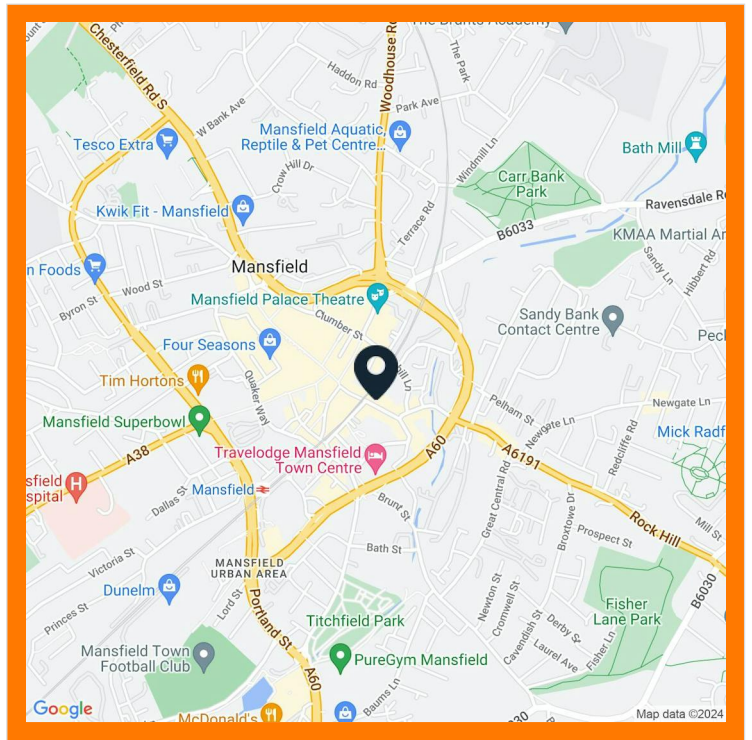 The Brunts Academy
Chesterfield Rd S
Haddon Rd
The Park
Woodhouse Rd
W Bank Ave
Park Ave
Tesco Extra
Mansfield Aquatic,
Reptile & Pet Centre...
Windmill Ln
Bath Mill
Crow Hill Dr
Carr Bank
Park
Kwik Fit - Mansfield
Terrace Rd
Ravensdale R
B6033
KMAA Martial Ar
Mansfield
Sandy Ln
Hibbert Rd
n Foods
Wood St
Byron St
Mansfield Palace Theatre
Clumber St
Sandy Bank
Contact Centre
Four Seasons
Pecl
hill Ln
Tim Hortons
Quaker Way
Pelham St
Newgate Ln
Mansfield Superbowl
Newgate Ln
Redcliffe Rd
Mick Radf
A38
Travelodge Mansfield
Town Centre
A60
A6191
sfield
spital
H
Mansfield
Dallas St
Brunt St
Great Central Rd
Broxtowe Dr
Rock Hill
Mill St
Bath St
Prospect St
Victoria St
MANSFIELD
URBAN AREA
Dunelm
Lord St
Newton St
Cromwell St
Fisher
Lane Park
B6030
Princes St
Portland St
Titchfield Park
Derby St
Cavendish St
Laurel Ave
Fisher Ln
Mansfield Town
Football Club
PureGym Mansfield
A60
Baums Ln
Google
McDonald's
30
Map data ©2024